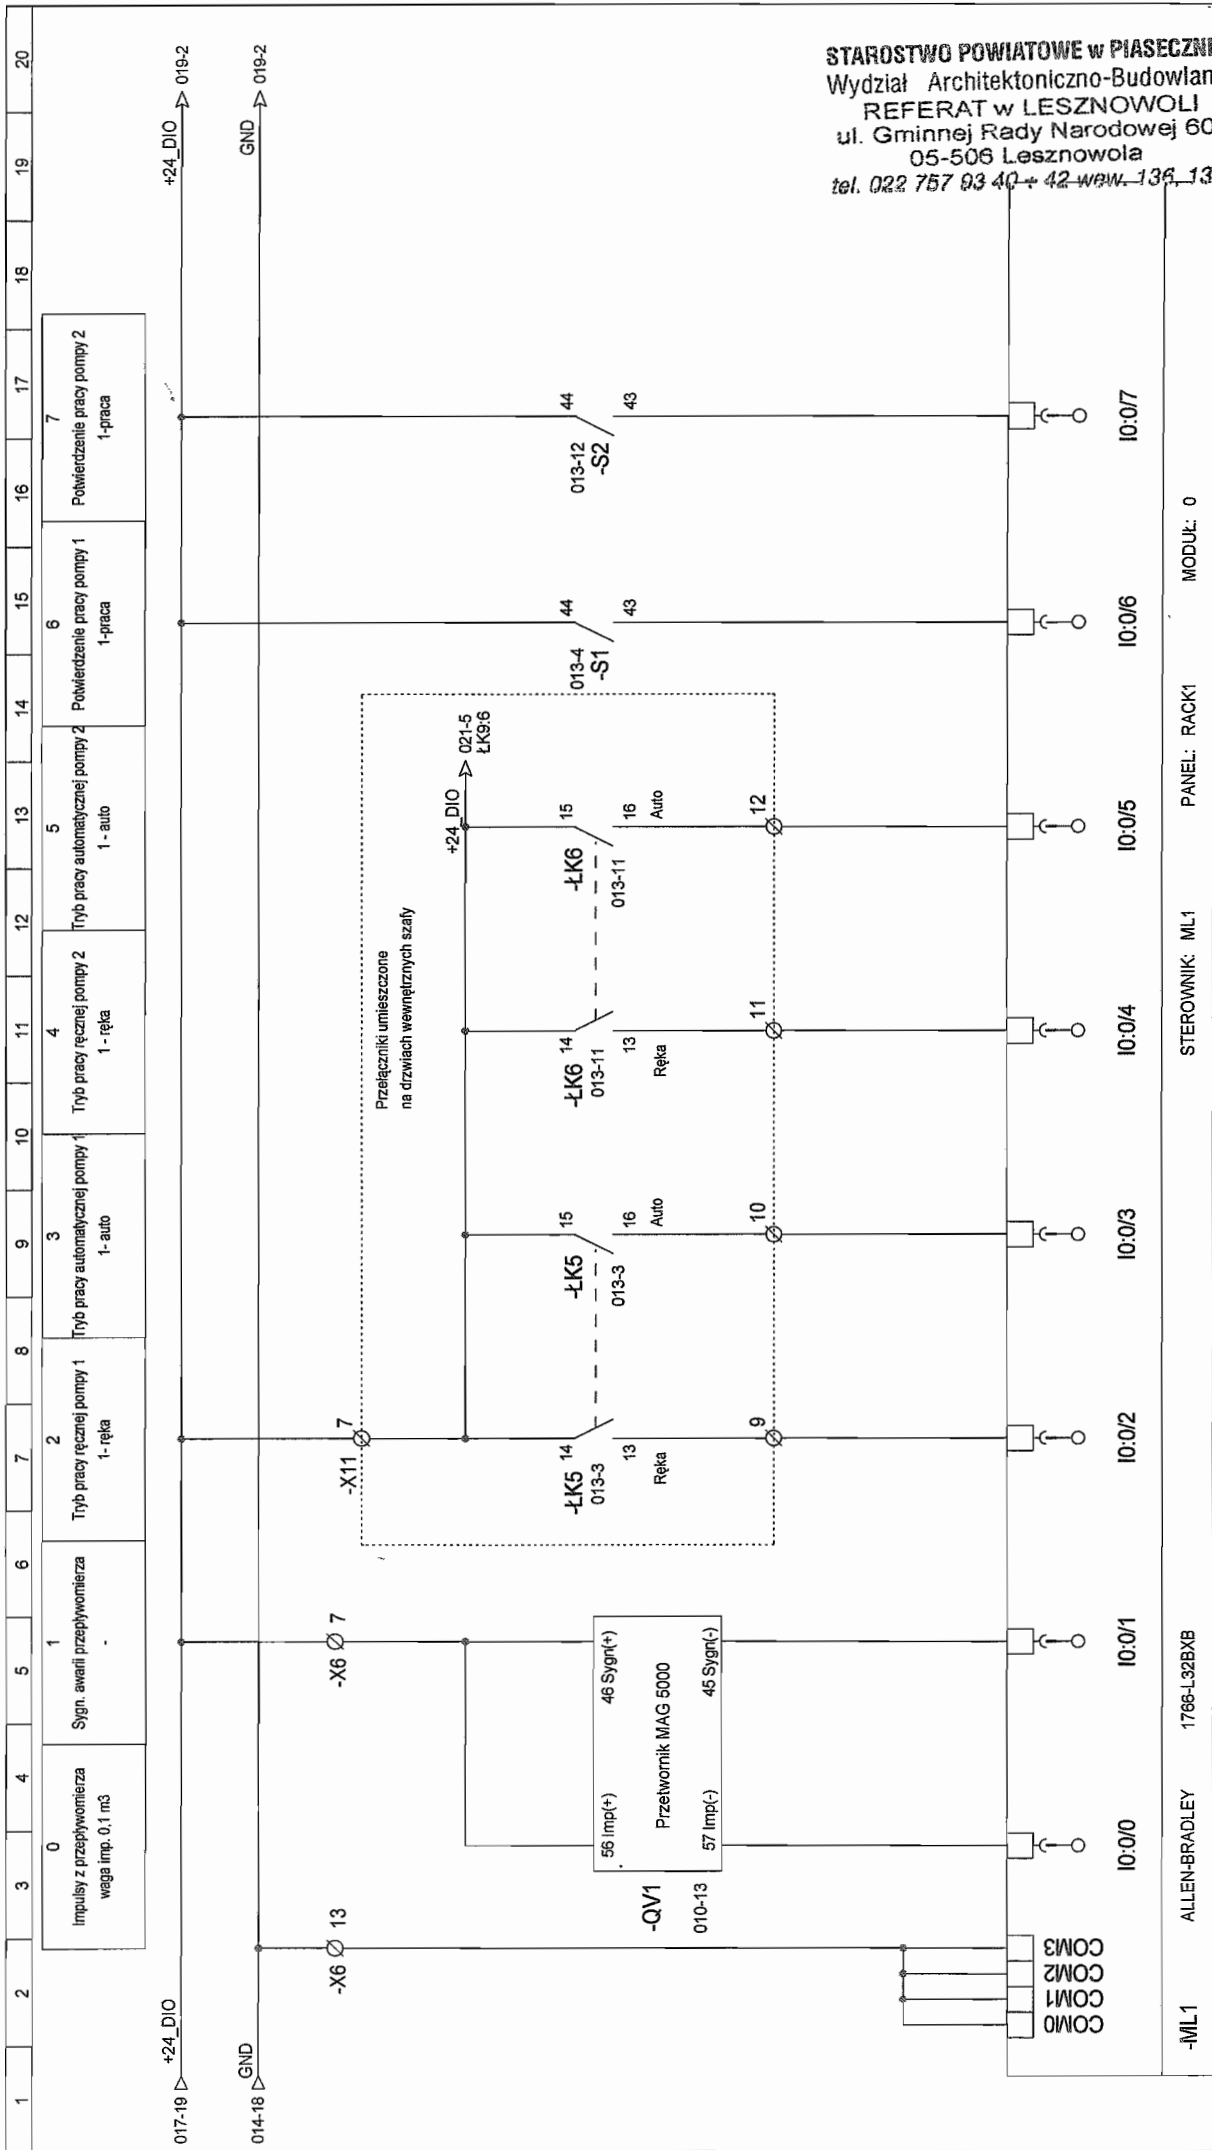 STAROSTWO POWIATOWE w PIASECZNI
Wydział Architektoniczno-Budowlan
REFERAT w LESZNOWOLI
ul. Gminnej Rady Narodowej 60
05-506 Lesznowola
tel. 022 757 93 40 ÷ 42 wew. 136, 13
1 2 3 4 5 6 7 8 9 10 11 12 13 14 15 16 17 18 19 20
0
Impulsy z przepływomierza
waga imp. 0,1 m3
1
Sygn. awarii przepływomierza
-
2
Tryb pracy ręcznej pompy 1
1- ręka
3
Tryb pracy automatycznej pompy 1
1- auto
4
Tryb pracy ręcznej pompy 2
1 - ręka
5
Tryb pracy automatycznej pompy 2
1 - auto
6
Potwierdzenie pracy pompy 1
1-praca
7
Potwierdzenie pracy pompy 2
1-praca
017-19 +24_DIO
+24_DIO 019-2
014-18 GND
GND 019-2
-X6 13
-X6 7
-X11 7
Przełączniki umieszczone
na drzwiach wewnętrznych szafy
+24_DIO
021-5
ŁK9:6
-QV1
010-13
56 Imp(+)
46 Sygn(+)
Przetwornik MAG 5000
57 Imp(-)
45 Sygn(-)
-ŁK5 14
013-3
13
Ręka
9
15
-ŁK5
013-3
16
Auto
10
-ŁK6 14
013-11
13
Ręka
11
15
-ŁK6
013-11
16
Auto
12
44
013-4
-S1
43
44
013-12
-S2
43
COM0
COM1
COM2
COM3
I0:0/0
I0:0/1
I0:0/2
I0:0/3
I0:0/4
I0:0/5
I0:0/6
I0:0/7
-ML1 ALLEN-BRADLEY 1766-L32BXB STEROWNIK: ML1 PANEL: RACK1 MODUŁ: 0